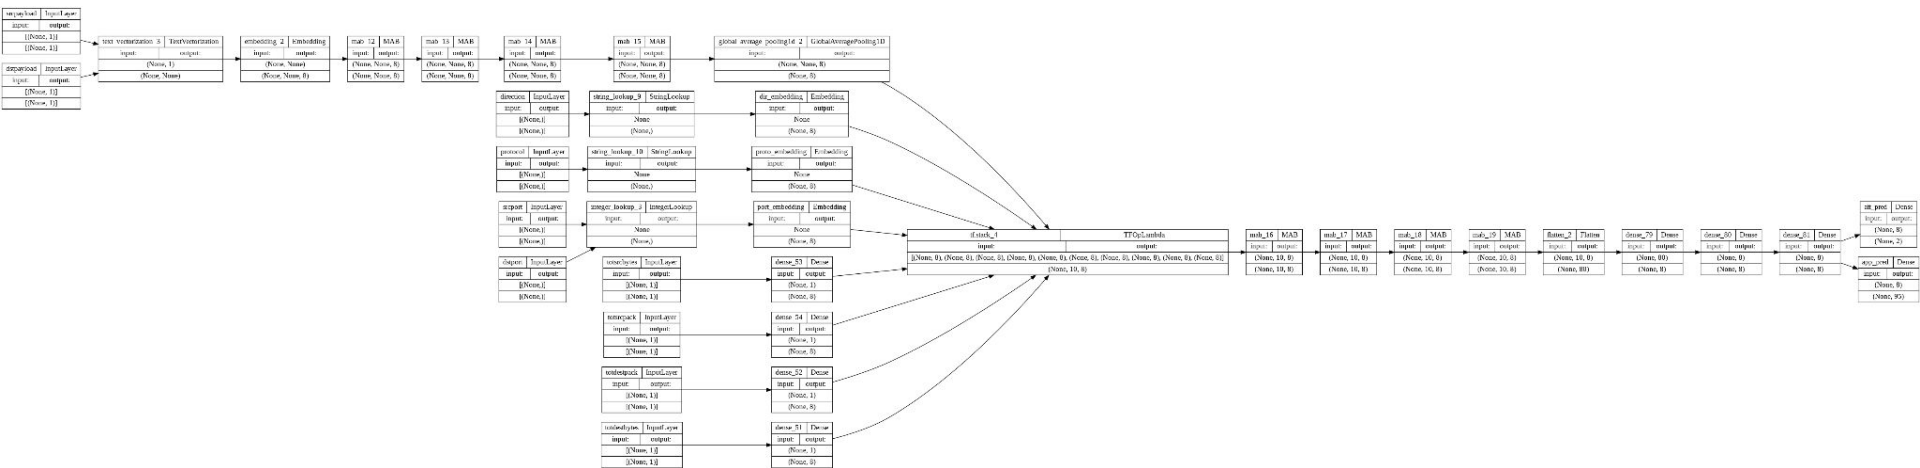 srcpayload InputLayer
input: output:
[(None, 1)]
[(None, 1)]
dstpayload InputLayer
input: output:
[(None, 1)]
[(None, 1)]
text_vectorization_3 TextVectorization
input: output:
(None, 1)
(None, None)
embedding_2 Embedding
input: output:
(None, None)
(None, None, 8)
mab_12 MAB
input: output:
(None, None, 8)
(None, None, 8)
mab_13 MAB
input: output:
(None, None, 8)
(None, None, 8)
mab_14 MAB
input: output:
(None, None, 8)
(None, None, 8)
mab_15 MAB
input: output:
(None, None, 8)
(None, None, 8)
global_average_pooling1d_2 GlobalAveragePooling1D
input: output:
(None, None, 8)
(None, 8)
direction InputLayer
input: output:
[(None,)]
[(None,)]
string_lookup_9 StringLookup
input: output:
None
(None,)
dir_embedding Embedding
input: output:
None
(None, 8)
protocol InputLayer
input: output:
[(None,)]
[(None,)]
string_lookup_10 StringLookup
input: output:
None
(None,)
proto_embedding Embedding
input: output:
None
(None, 8)
srcport InputLayer
input: output:
[(None,)]
[(None,)]
integer_lookup_3 IntegerLookup
input: output:
None
(None,)
port_embedding Embedding
input: output:
None
(None, 8)
dstport InputLayer
input: output:
[(None,)]
[(None,)]
totsrcbytes InputLayer
input: output:
[(None, 1)]
[(None, 1)]
dense_53 Dense
input: output:
(None, 1)
(None, 8)
totsrcpack InputLayer
input: output:
[(None, 1)]
[(None, 1)]
dense_54 Dense
input: output:
(None, 1)
(None, 8)
totdestpack InputLayer
input: output:
[(None, 1)]
[(None, 1)]
dense_52 Dense
input: output:
(None, 1)
(None, 8)
totdestbytes InputLayer
input: output:
[(None, 1)]
[(None, 1)]
dense_51 Dense
input: output:
(None, 1)
(None, 8)
tf.stack_4 TFOpLambda
input: output:
[(None, 8), (None, 8), (None, 8), (None, 8), (None, 8), (None, 8), (None, 8), (None, 8), (None, 8), (None, 8)]
(None, 10, 8)
mab_16 MAB
input: output:
(None, 10, 8)
(None, 10, 8)
mab_17 MAB
input: output:
(None, 10, 8)
(None, 10, 8)
mab_18 MAB
input: output:
(None, 10, 8)
(None, 10, 8)
mab_19 MAB
input: output:
(None, 10, 8)
(None, 10, 8)
flatten_2 Flatten
input: output:
(None, 10, 8)
(None, 80)
dense_79 Dense
input: output:
(None, 80)
(None, 8)
dense_80 Dense
input: output:
(None, 8)
(None, 8)
dense_81 Dense
input: output:
(None, 8)
(None, 8)
Dense
input: output:
(None, 8)
(None, 2)
app_pred Dense
input: output:
(None, 8)
(None, 95)